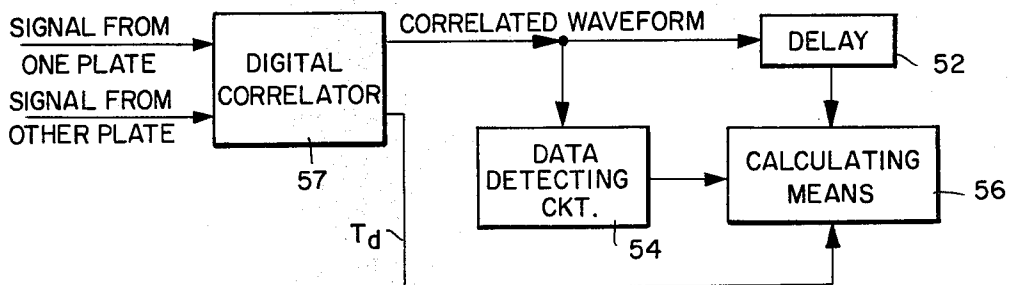 SIGNAL FROM
ONE PLATE
SIGNAL FROM
OTHER PLATE
DIGITAL
CORRELATOR
57
CORRELATED WAVEFORM
DELAY
52
DATA
DETECTING
CKT.
54
CALCULATING
MEANS
56
Td